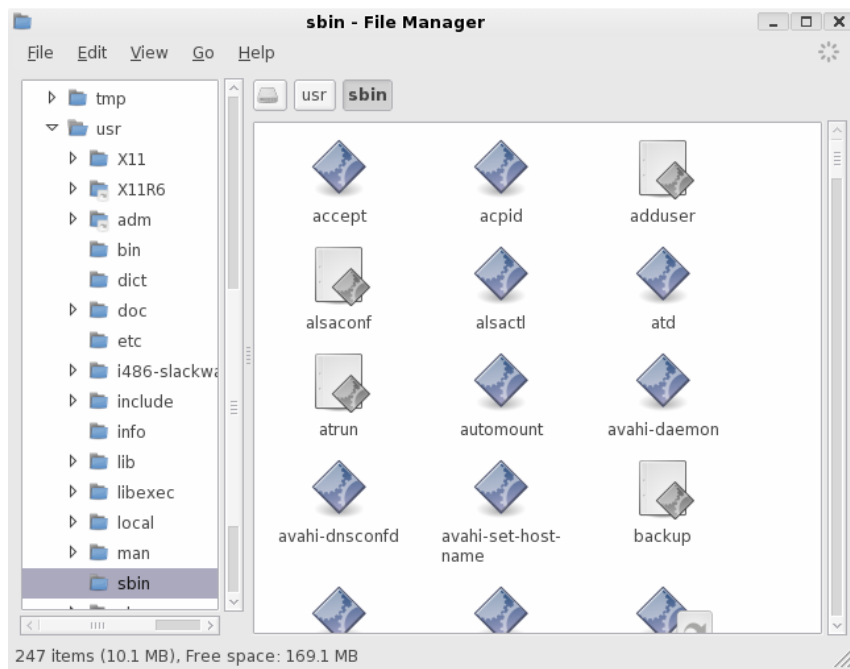 sbin - File Manager
File Edit View Go Help
tmp
usr
X11
X11R6
adm
bin
dict
doc
etc
i486-slackwa
include
info
lib
libexec
local
man
sbin
usr sbin
accept acpid adduser
alsaconf alsactl atd
atrun automount avahi-daemon
avahi-dnsconfd avahi-set-host- backup
name
247 items (10.1 MB), Free space: 169.1 MB